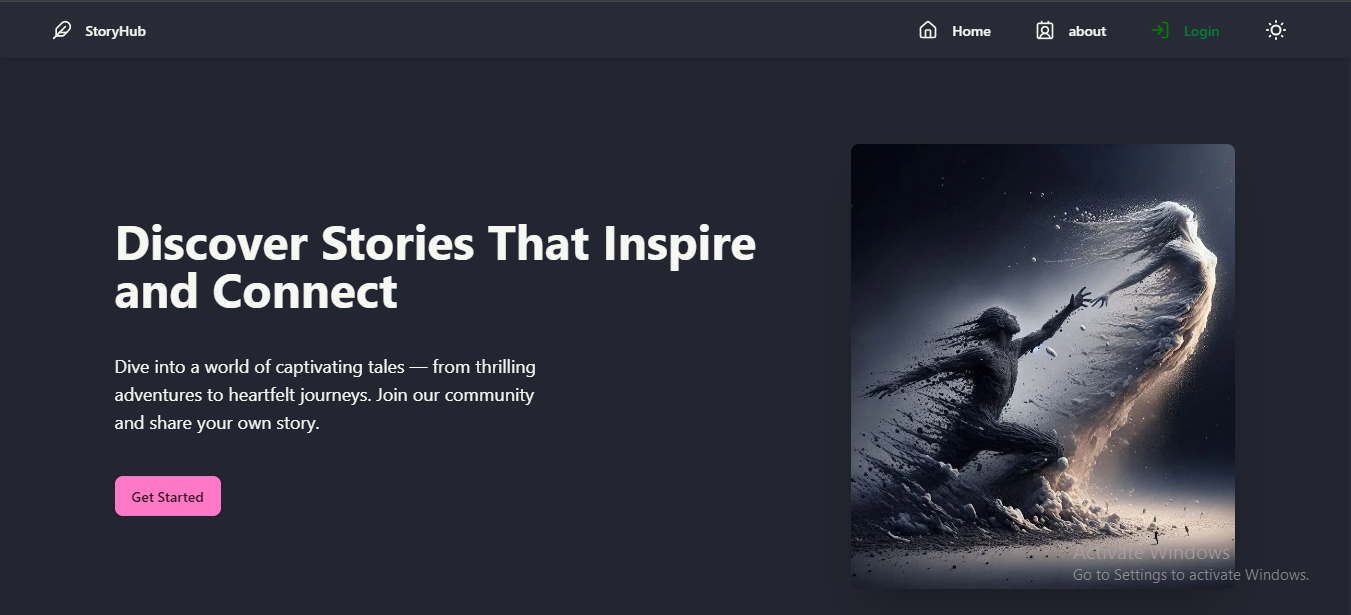 StoryHub
Home
about
Login
Discover Stories That Inspire
and Connect
Dive into a world of captivating tales — from thrilling
adventures to heartfelt journeys. Join our community
and share your own story.
Get Started
Activate Windows
Go to Settings to activate Windows.